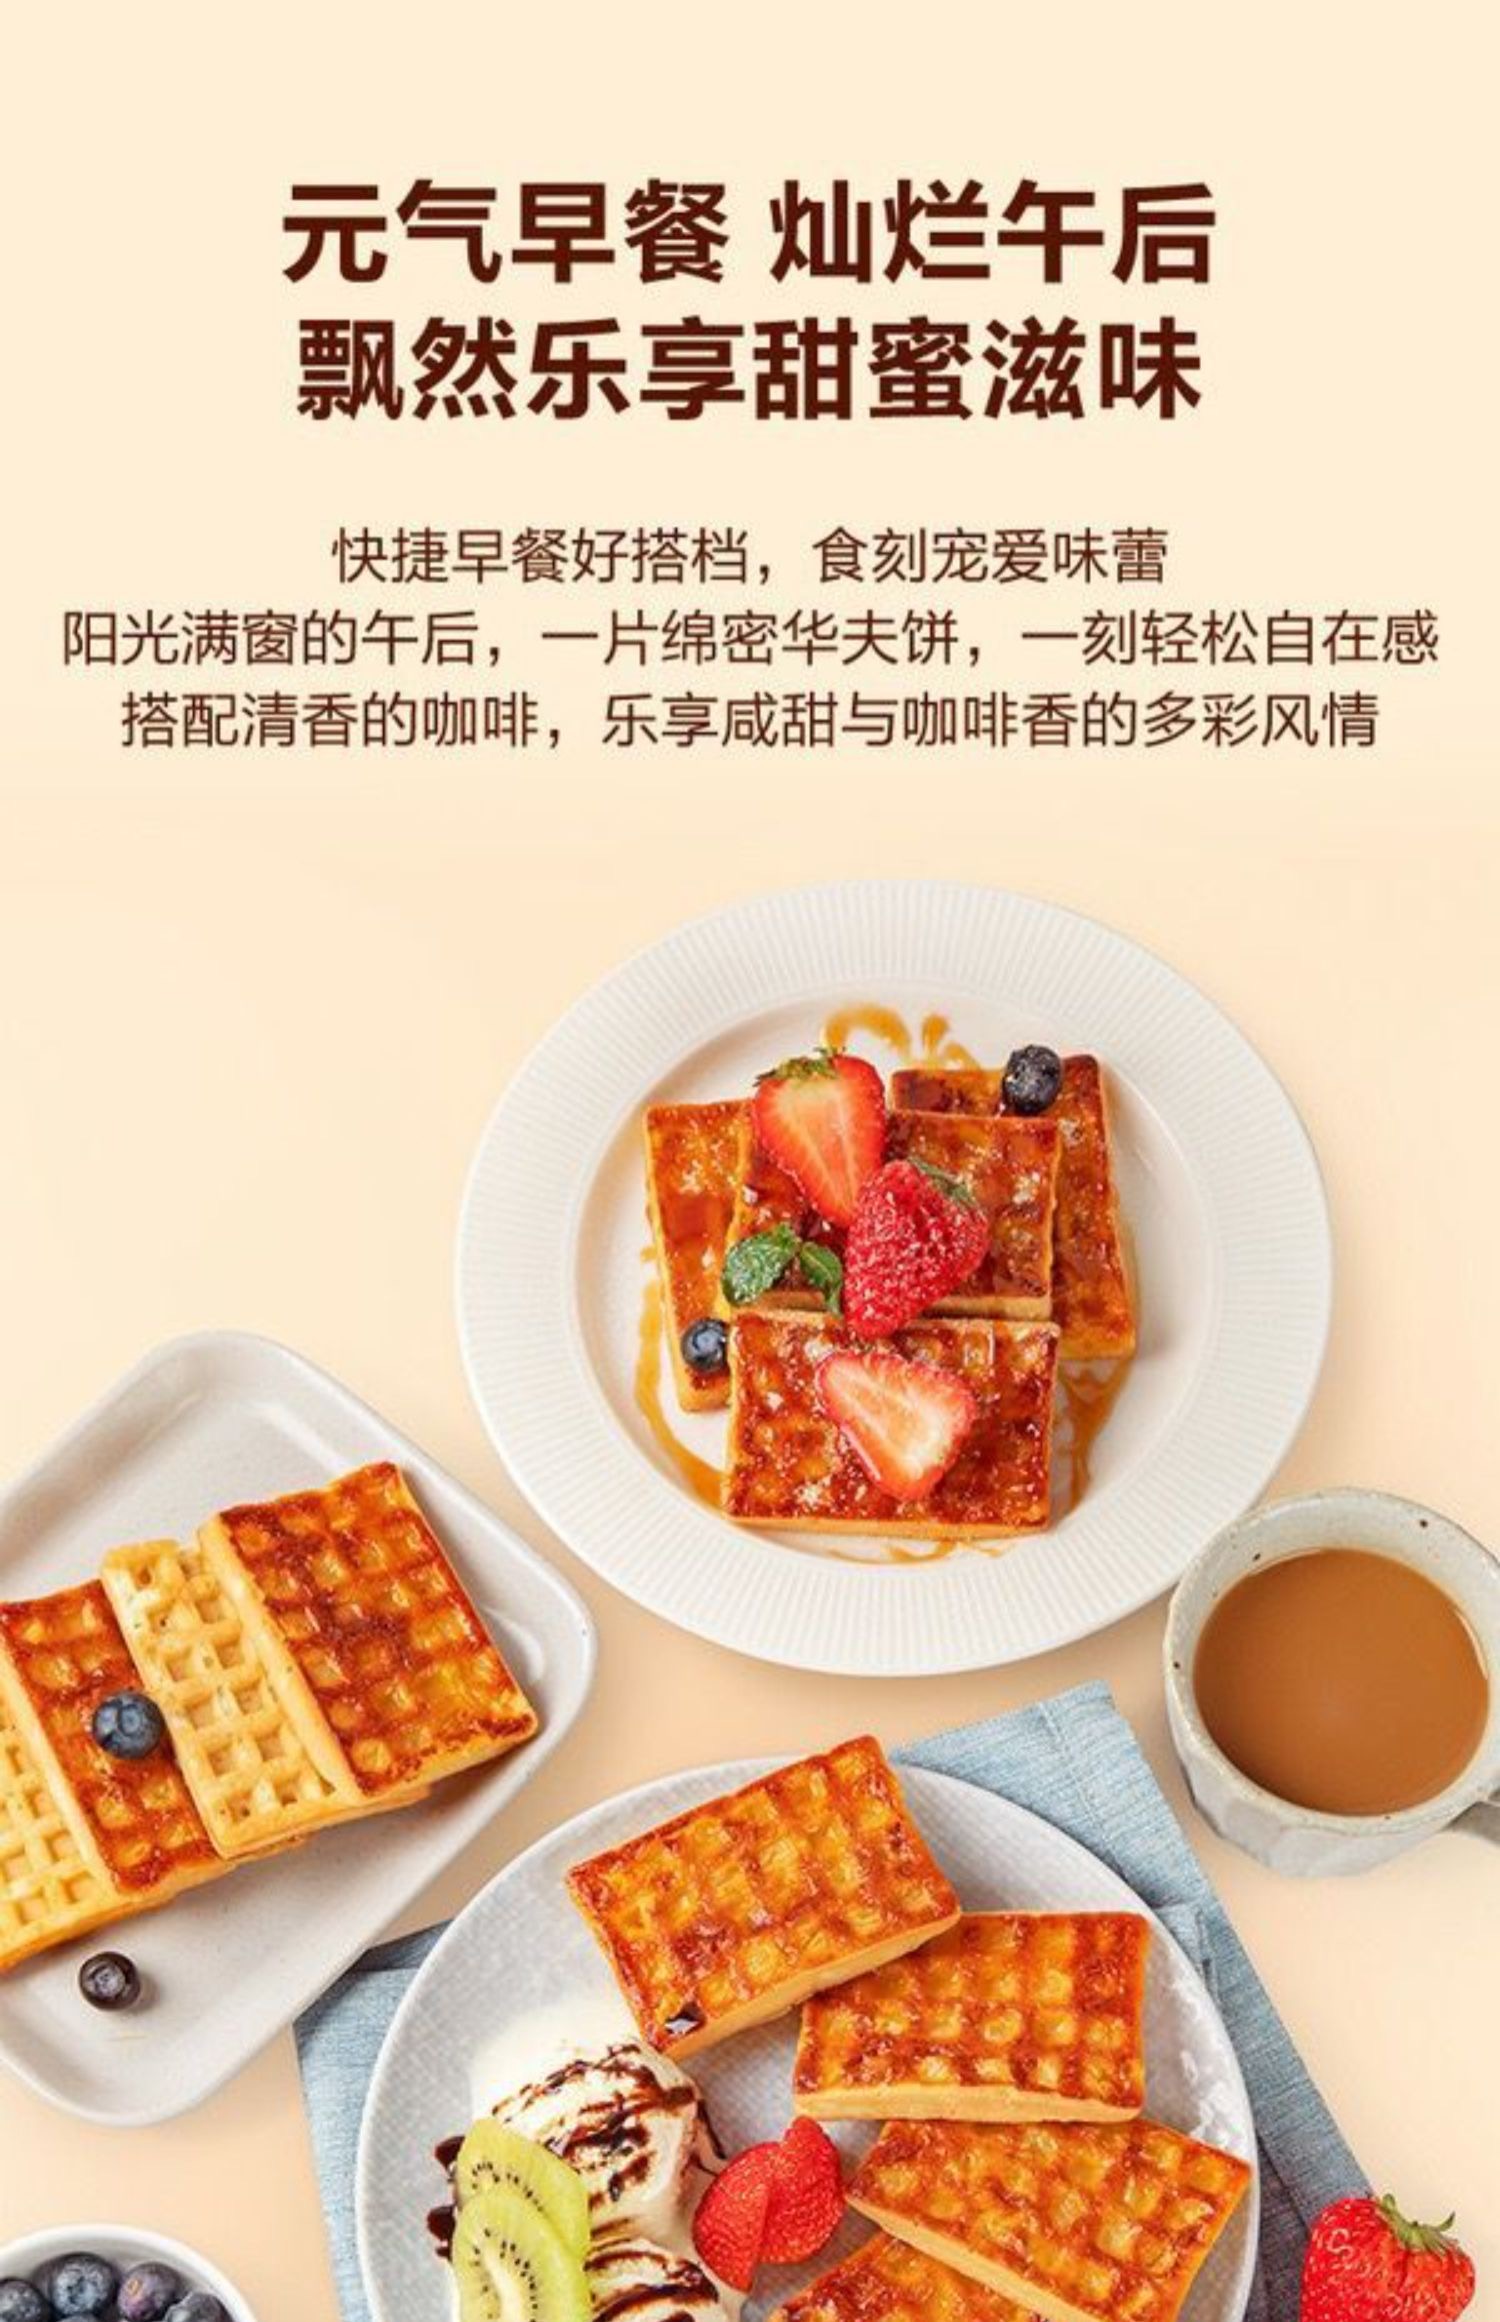 元气早餐 灿烂午后
飘然乐享甜蜜滋味
快捷早餐好搭档，食刻宠爱味蕾
阳光满窗的午后，一片绵密华夫饼，一刻轻松自在感
搭配清香的咖啡，乐享咸甜与咖啡香的多彩风情